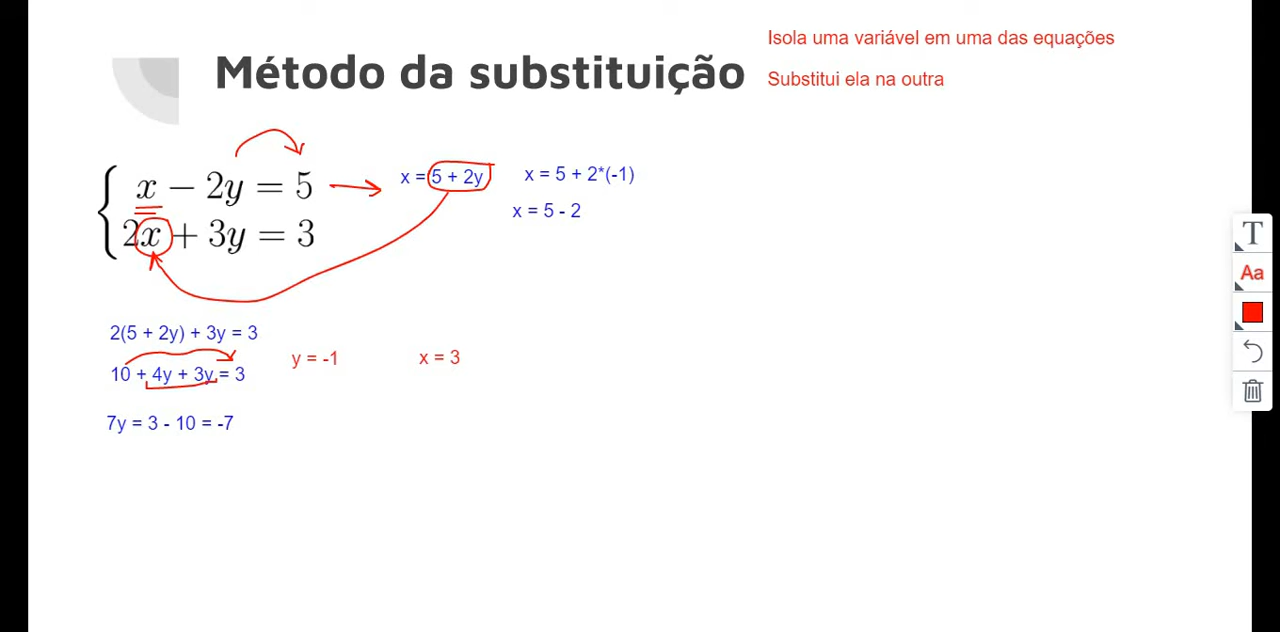 Isola uma variável em uma das equações
Método da substituição
Substitui ela na outra
x − 2y = 5
x = 5 + 2y
x = 5 + 2*(-1)
x = 5 - 2
2x + 3y = 3
2(5 + 2y) + 3y = 3
y = -1
x = 3
10 + 4y + 3y = 3
7y = 3 - 10 = -7
T
Aa